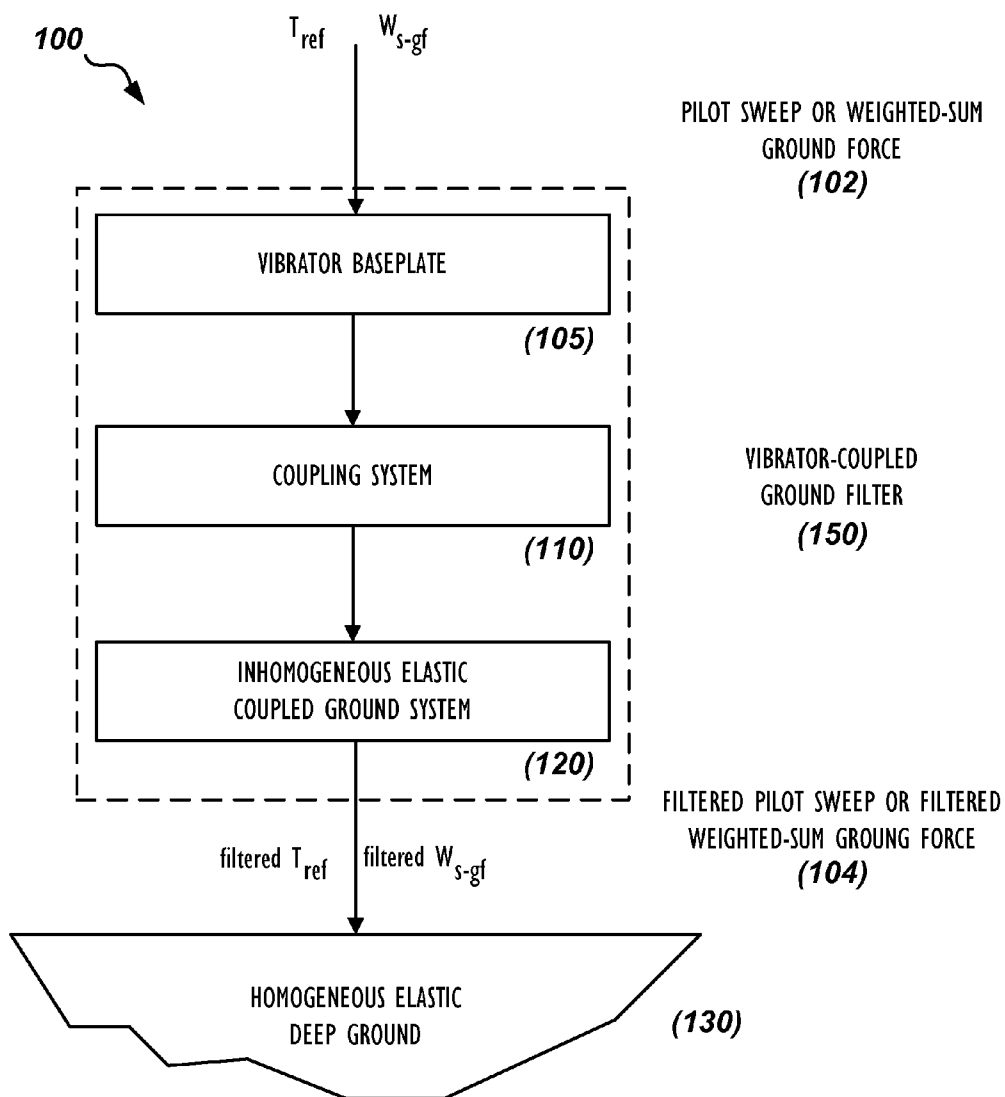 100
T_ref W_s-gf
PILOT SWEEP OR WEIGHTED-SUM
GROUND FORCE
(102)
VIBRATOR BASEPLATE
(105)
COUPLING SYSTEM
(110)
VIBRATOR-COUPLED
GROUND FILTER
(150)
INHOMOGENEOUS ELASTIC
COUPLED GROUND SYSTEM
(120)
FILTERED PILOT SWEEP OR FILTERED
WEIGHTED-SUM GROUNG FORCE
(104)
filtered T_ref filtered W_s-gf
HOMOGENEOUS ELASTIC
DEEP GROUND
(130)